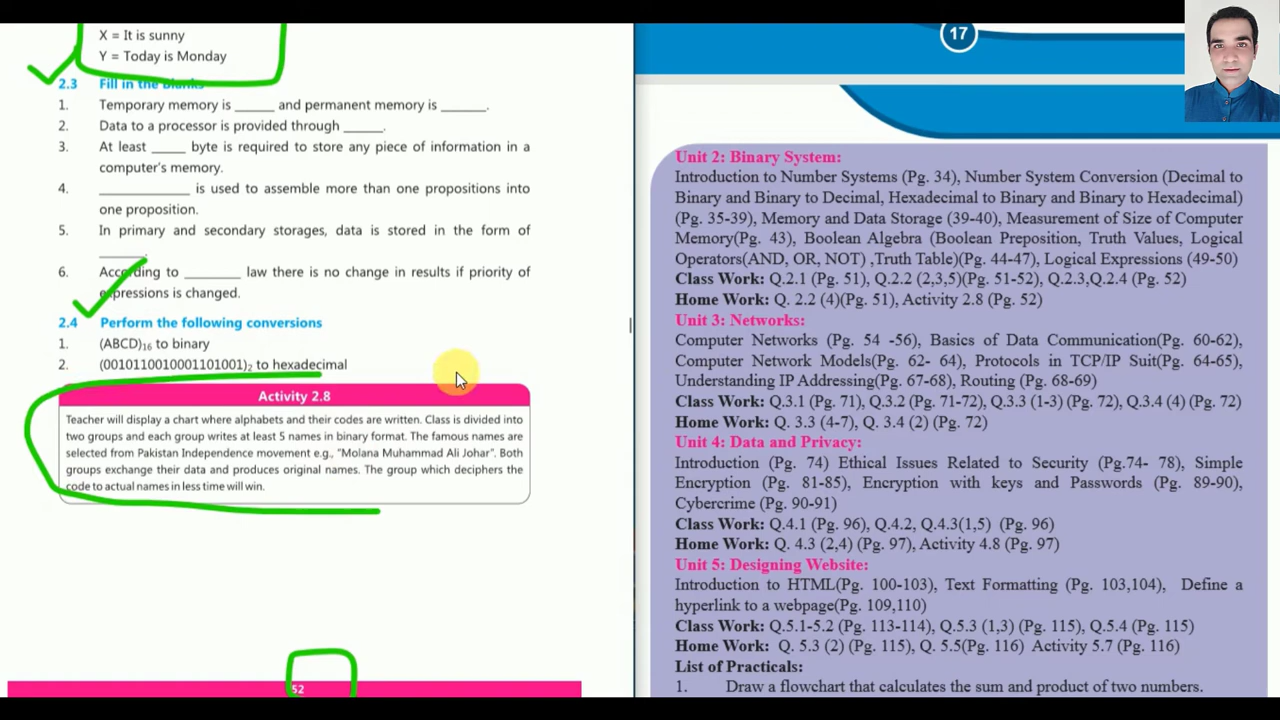 X = It is sunny
Y = Today is Monday
2.3 Fill in the Blanks
1. Temporary memory is ______ and permanent memory is _______.
2. Data to a processor is provided through ______.
3. At least _____ byte is required to store any piece of information in a
computer's memory.
4. _____________ is used to assemble more than one propositions into
one proposition.
5. In primary and secondary storages, data is stored in the form of
_______.
6. According to ________ law there is no change in results if priority of
expressions is changed.
2.4 Perform the following conversions
1. (ABCD)₁₆ to binary
2. (0010110010001101001)₂ to hexadecimal
Activity 2.8
Teacher will display a chart where alphabets and their codes are written. Class is divided into
two groups and each group writes at least 5 names in binary format. The famous names are
selected from Pakistan Independence movement e.g., "Molana Muhammad Ali Johar". Both
groups exchange their data and produces original names. The group which deciphers the
code to actual names in less time will win.
52
17
Unit 2: Binary System:
Introduction to Number Systems (Pg. 34), Number System Conversion (Decimal to
Binary and Binary to Decimal, Hexadecimal to Binary and Binary to Hexadecimal)
(Pg. 35-39), Memory and Data Storage (39-40), Measurement of Size of Computer
Memory(Pg. 43), Boolean Algebra (Boolean Preposition, Truth Values, Logical
Operators(AND, OR, NOT) ,Truth Table)(Pg. 44-47), Logical Expressions (49-50)
Class Work: Q.2.1 (Pg. 51), Q.2.2 (2,3,5)(Pg. 51-52), Q.2.3,Q.2.4 (Pg. 52)
Home Work: Q. 2.2 (4)(Pg. 51), Activity 2.8 (Pg. 52)
Unit 3: Networks:
Computer Networks (Pg. 54 -56), Basics of Data Communication(Pg. 60-62),
Computer Network Models(Pg. 62- 64), Protocols in TCP/IP Suit(Pg. 64-65),
Understanding IP Addressing(Pg. 67-68), Routing (Pg. 68-69)
Class Work: Q.3.1 (Pg. 71), Q.3.2 (Pg. 71-72), Q.3.3 (1-3) (Pg. 72), Q.3.4 (4) (Pg. 72)
Home Work: Q. 3.3 (4-7), Q. 3.4 (2) (Pg. 72)
Unit 4: Data and Privacy:
Introduction (Pg. 74) Ethical Issues Related to Security (Pg.74- 78), Simple
Encryption (Pg. 81-85), Encryption with keys and Passwords (Pg. 89-90),
Cybercrime (Pg. 90-91)
Class Work: Q.4.1 (Pg. 96), Q.4.2, Q.4.3(1,5) (Pg. 96)
Home Work: Q. 4.3 (2,4) (Pg. 97), Activity 4.8 (Pg. 97)
Unit 5: Designing Website:
Introduction to HTML(Pg. 100-103), Text Formatting (Pg. 103,104), Define a
hyperlink to a webpage(Pg. 109,110)
Class Work: Q.5.1-5.2 (Pg. 113-114), Q.5.3 (1,3) (Pg. 115), Q.5.4 (Pg. 115)
Home Work: Q. 5.3 (2) (Pg. 115), Q. 5.5(Pg. 116) Activity 5.7 (Pg. 116)
List of Practicals:
1. Draw a flowchart that calculates the sum and product of two numbers.